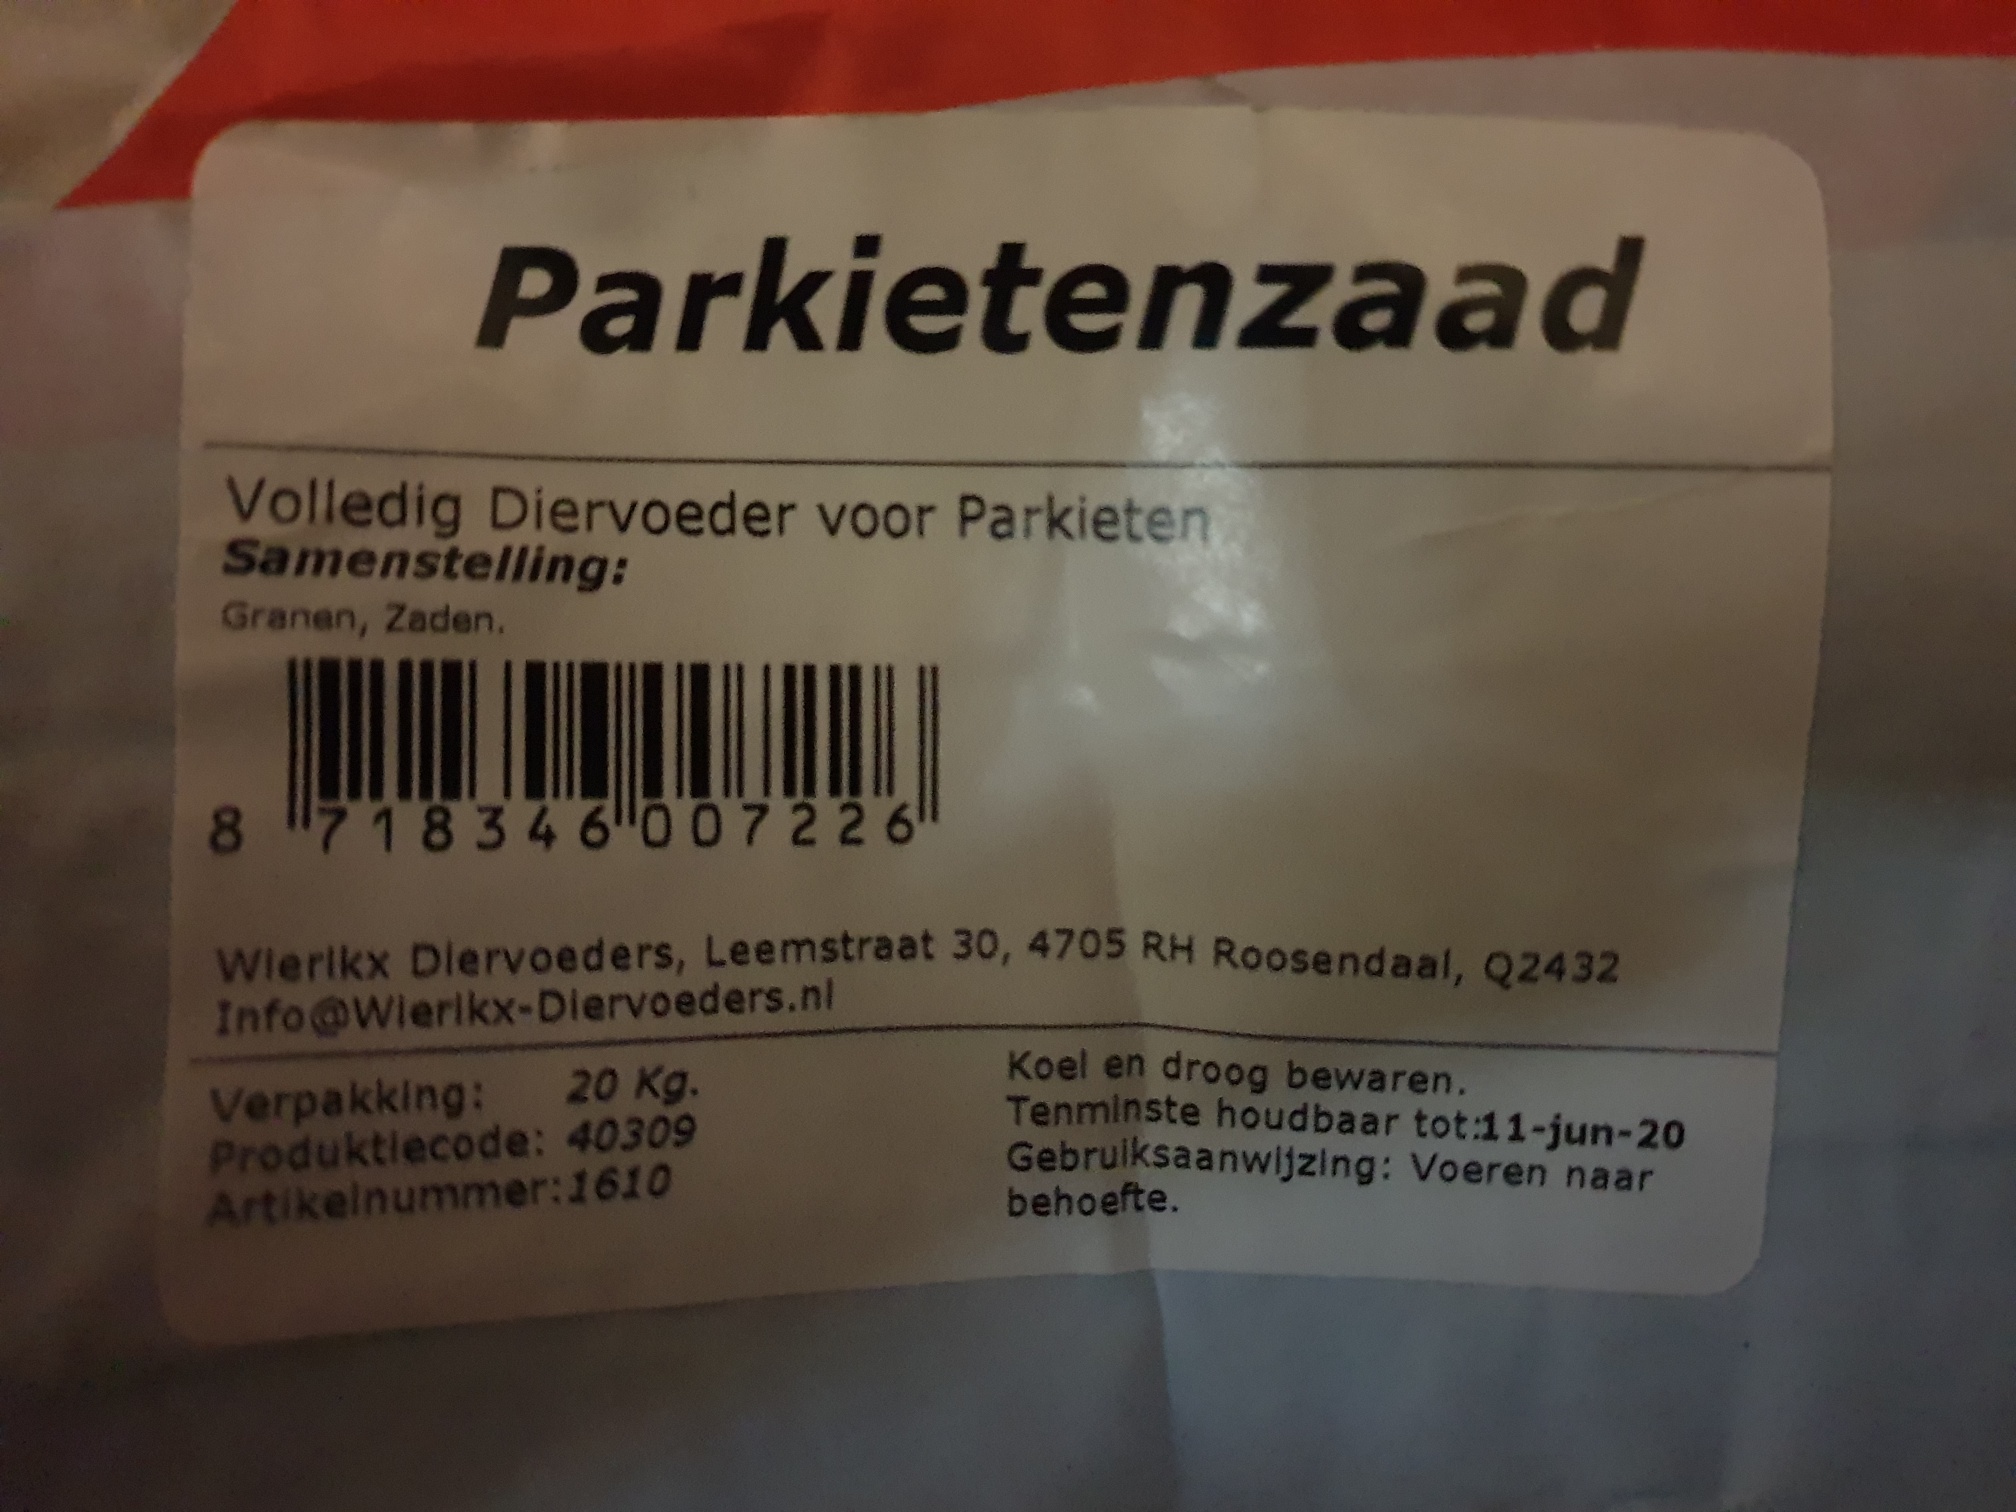 Parkietenzaad
Volledig Diervoeder voor Parkieten
Samenstelling:
Granen, Zaden.
8 718346 007226
Wierikx Diervoeders, Leemstraat 30, 4705 RH Roosendaal, Q2432
Info@Wierikx-Diervoeders.nl
Verpakking: 20 Kg.
Produktiecode: 40309
Artikelnummer:1610
Koel en droog bewaren.
Tenminste houdbaar tot:11-jun-20
Gebruiksaanwijzing: Voeren naar
behoefte.